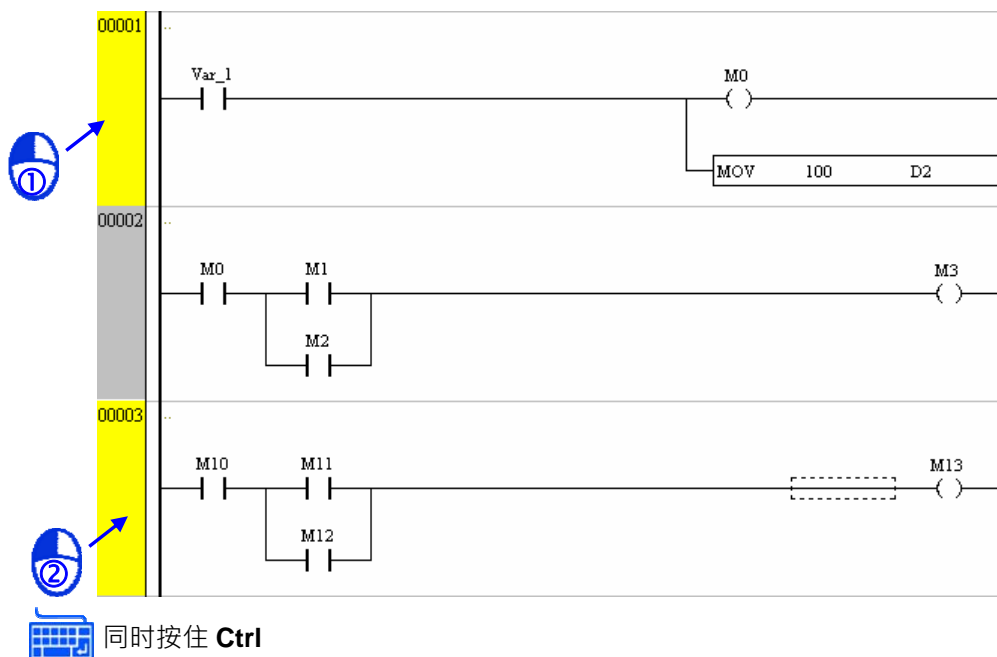 00001
..
Var_1
M0
MOV 100 D2
①
00002
..
M0 M1 M3
M2
00003
..
M10 M11 M13
M12
②
同时按住 Ctrl